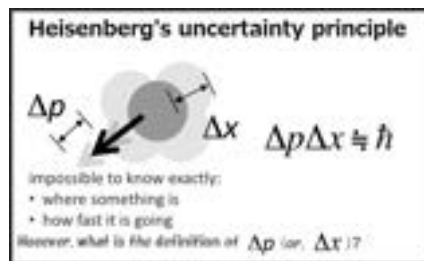 Heisenberg's uncertainty principle
Δp
Δx
ΔpΔx ≒ ℏ
impossible to know exactly:
• where something is
• how fast it is going
However, what is the definition of Δp (or, Δx)?